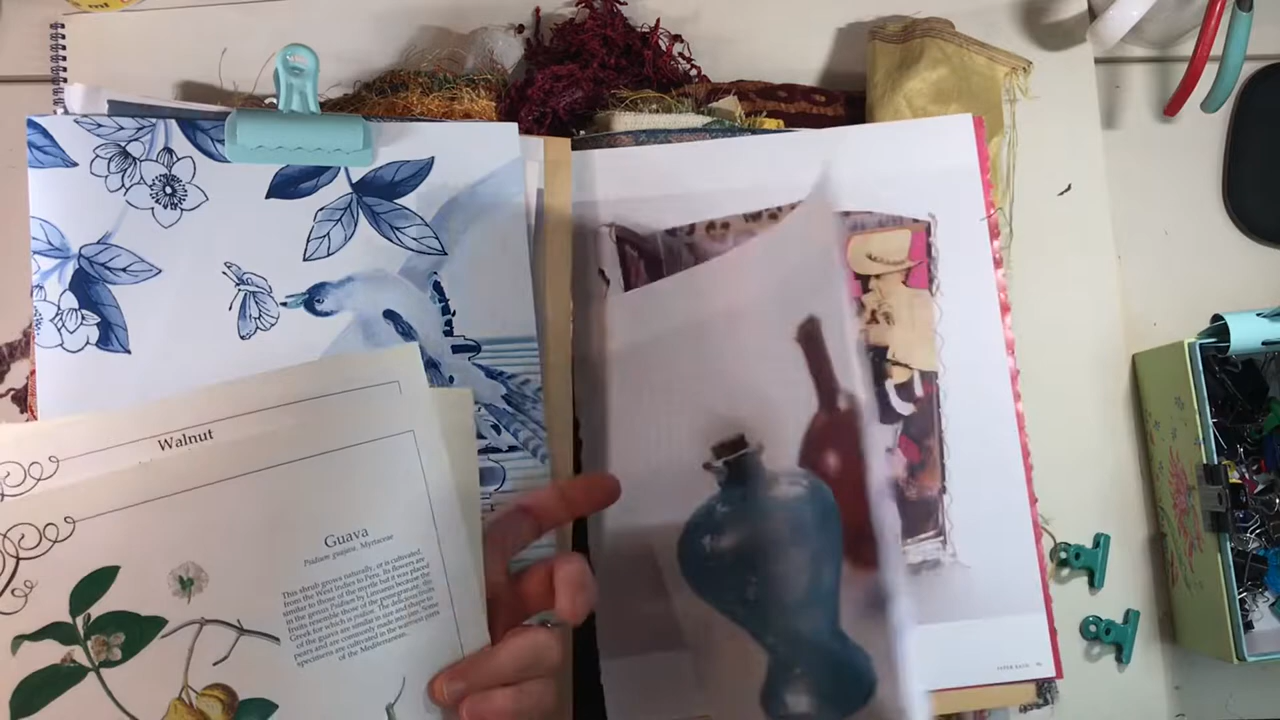 Walnut
Guava
Psidium guajava, Myrtaceae
This shrub grows naturally, or is cultivated,
from the West Indies to Peru. Its flowers are
similar to those of the myrtle but it was placed
in the genus Psidium by Linnaeus because the
fruits resemble those of the pomegranate, the
Greek for which is psidion. The delicious fruits
of the guava are similar in size and shape to
pears and are commonly made into jam. Some
specimens are cultivated in the warmest parts
of the Mediterranean.